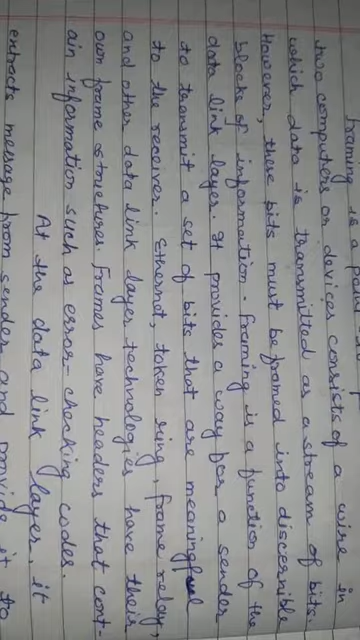 Framing is a point
two computers or devices consists of a wire in
which data is transmitted as a stream of bits.
However, these bits must be framed into discernible
blocks of information. Framing is a function of the
data link layer. It provides a way for a sender
to transmit a set of bits that are meaningful
to the receiver. Ethernet, token ring, frame relay,
and other data link layer technologies have their
own frame structures. Frames have headers that cont-
ain information such as error-checking codes.
At the data link layer, it
extracts message from sender and provide it to